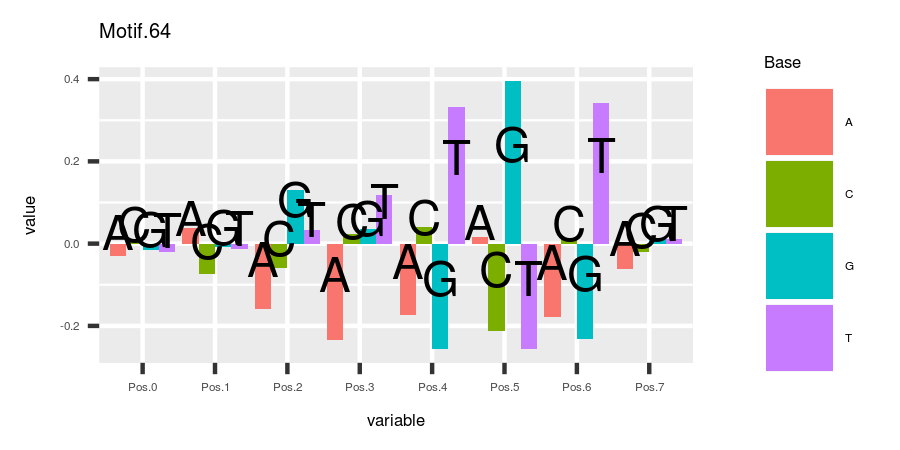 Motif.64
Base
0.4
0.2
0.0
-0.2
value
A C G T A C G T A C G T A C G T A C G T A C G T A C G T A C G T
A
C
G
T
Pos.0 Pos.1 Pos.2 Pos.3 Pos.4 Pos.5 Pos.6 Pos.7
variable